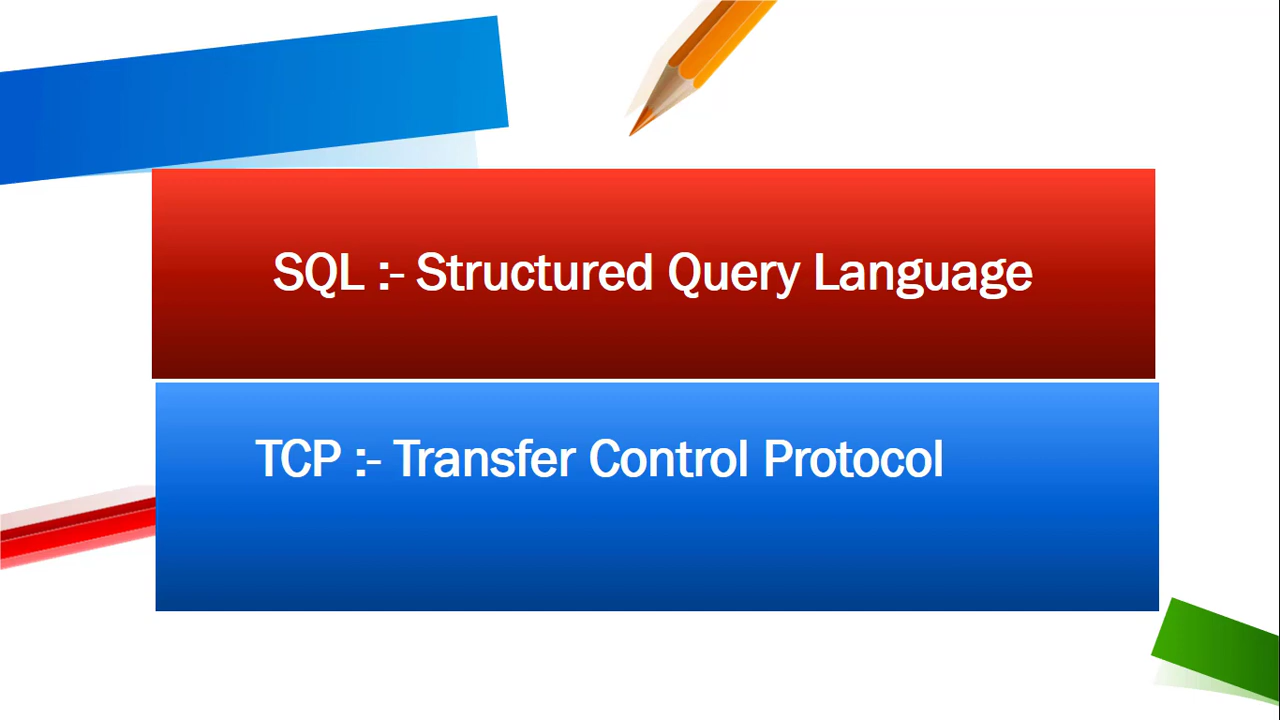 SQL :- Structured Query Language
TCP :- Transfer Control Protocol